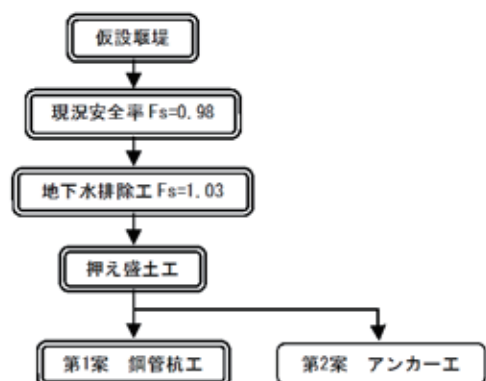 仮設堰堤
現況安全率 Fs=0.98
地下水排除工 Fs=1.03
押え盛土工
第1案　鋼管杭工
第2案　アンカー工